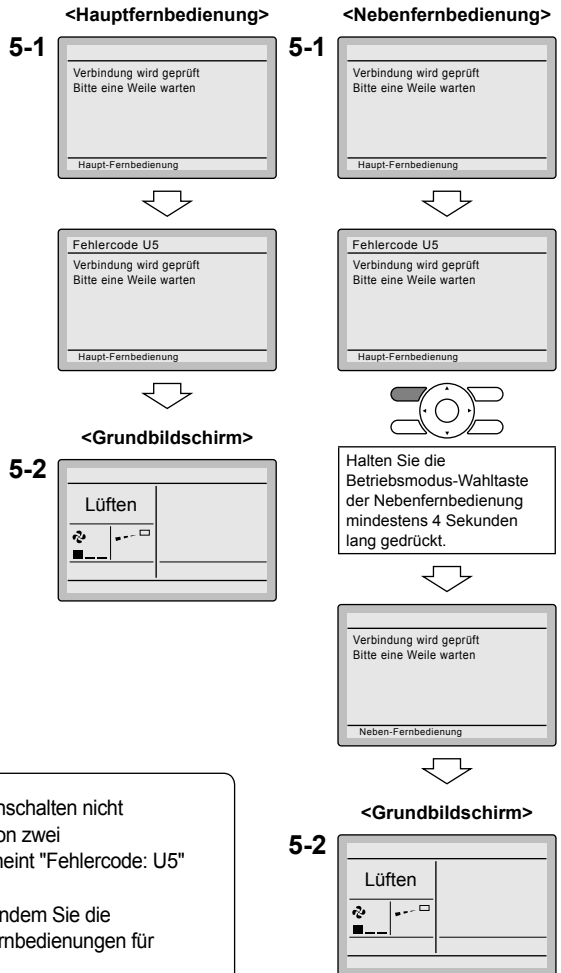 <Hauptfernbedienung>
5-1
Verbindung wird geprüft
Bitte eine Weile warten
Haupt-Fernbedienung
Fehlercode U5
Verbindung wird geprüft
Bitte eine Weile warten
Haupt-Fernbedienung
<Grundbildschirm>
5-2
Lüften
<Nebenfernbedienung>
5-1
Verbindung wird geprüft
Bitte eine Weile warten
Haupt-Fernbedienung
Fehlercode U5
Verbindung wird geprüft
Bitte eine Weile warten
Haupt-Fernbedienung
Halten Sie die
Betriebsmodus-Wahltaste
der Nebenfernbedienung
mindestens 4 Sekunden
lang gedrückt.
Verbindung wird geprüft
Bitte eine Weile warten
Neben-Fernbedienung
<Grundbildschirm>
5-2
Lüften
nschalten nicht
on zwei
neint "Fehlercode: U5"
ndem Sie die
rnbedienungen für